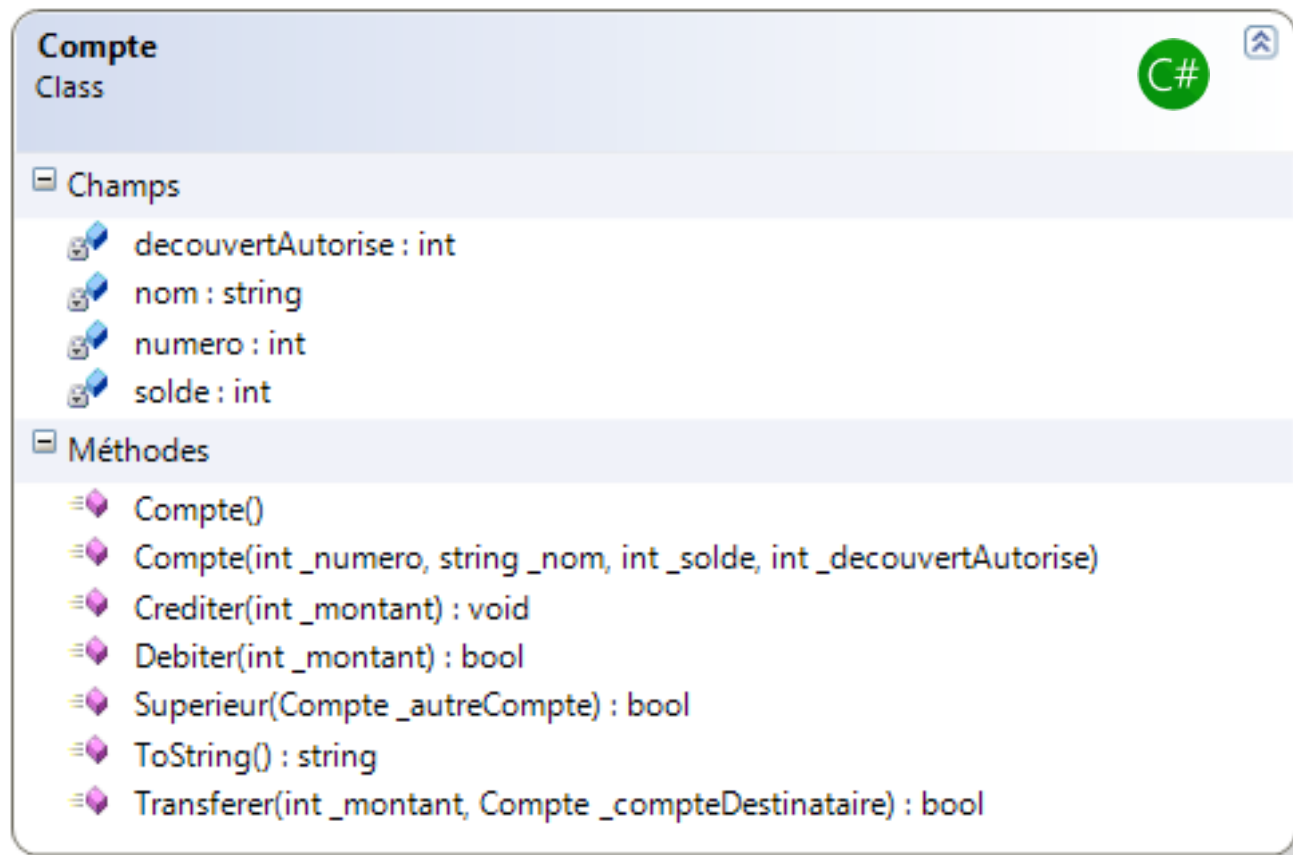 Compte
Class
C#
Champs
decouvertAutorise : int
nom : string
numero : int
solde : int
Méthodes
Compte()
Compte(int _numero, string _nom, int _solde, int _decouvertAutorise)
Crediter(int _montant) : void
Debiter(int _montant) : bool
Superieur(Compte _autreCompte) : bool
ToString() : string
Transferer(int _montant, Compte _compteDestinataire) : bool